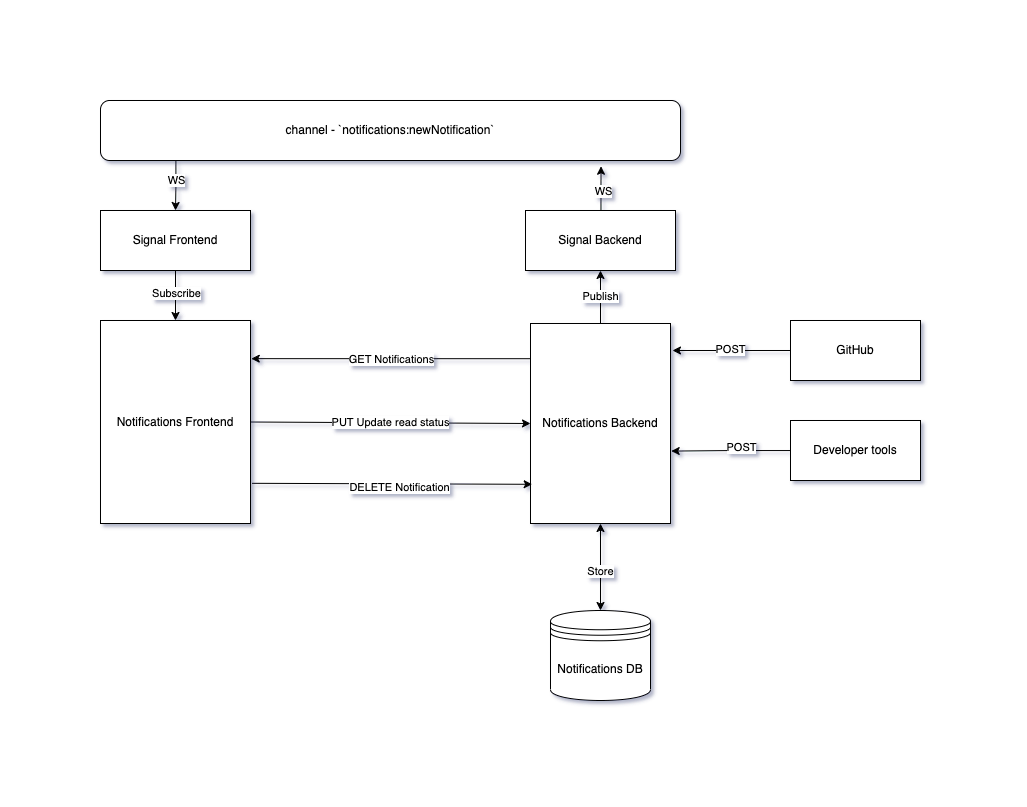 channel - `notifications:newNotification`
WS
WS
Signal Frontend
Signal Backend
Subscribe
Publish
GET Notifications
POST
GitHub
Notifications Frontend
PUT Update read status
Notifications Backend
POST
Developer tools
DELETE Notification
Store
Notifications DB